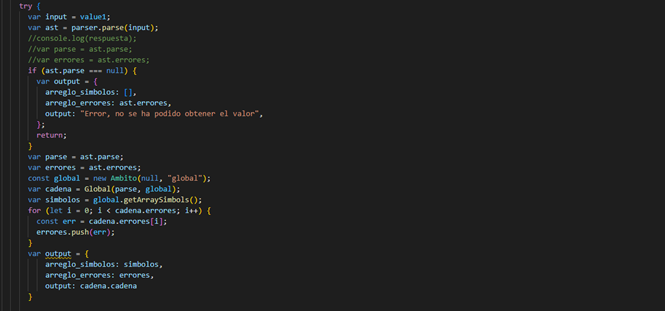 try {
var input = value1;
var ast = parser.parse(input);
//console.log(respuesta);
//var parse = ast.parse;
//var errores = ast.errores;
if (ast.parse === null) {
var output = {
arreglo_simbolos: [],
arreglo_errores: ast.errores,
output: "Error, no se ha podido obtener el valor",
};
return;
}
var parse = ast.parse;
var errores = ast.errores;
const global = new Ambito(null, "global");
var cadena = Global(parse, global);
var simbolos = global.getArraySimbols();
for (let i = 0; i < cadena.errores; i++) {
const err = cadena.errores[i];
errores.push(err);
}
var output = {
arreglo_simbolos: simbolos,
arreglo_errores: errores,
output: cadena.cadena
}